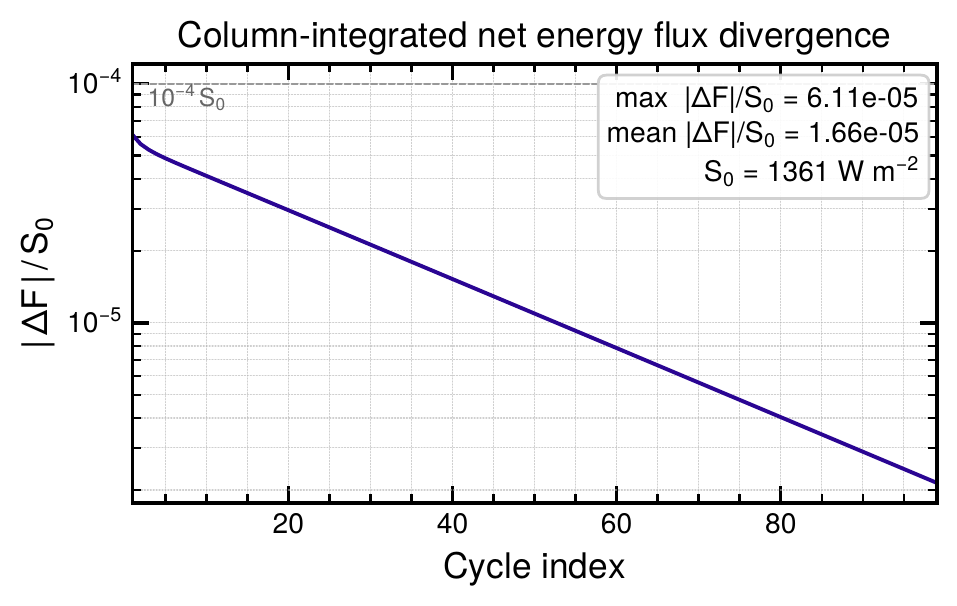 Column-integrated net energy flux divergence
10⁻⁴
10⁻⁴ S₀
max |ΔF|/S₀ = 6.11e-05
mean |ΔF|/S₀ = 1.66e-05
S₀ = 1361 W m⁻²
|ΔF| / S₀
10⁻⁵
20 40 60 80
Cycle index